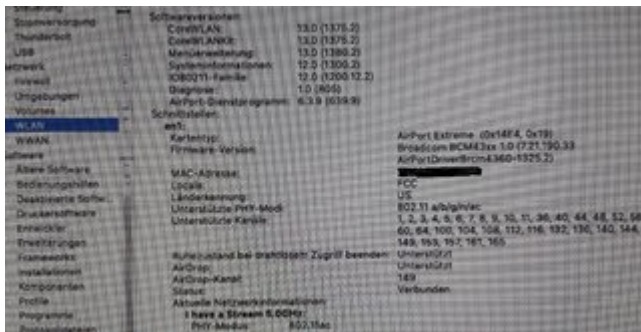 Steuerung
Stromversorgung
Thunderbolt
USB
Netzwerk
Firewall
Umgebungen
Volumes
WLAN
WWAN
Software
Ältere Software
Bedienungshilfen
Deaktivierte Softw...
Druckersoftware
Entwickler
Erweiterungen
Frameworks
Installationen
Komponenten
Profile
Programme
Softwareversionen:
CoreWLAN: 13.0 (1375.2)
CoreWLANKit: 13.0 (1375.2)
Menüerweiterung: 13.0 (1380.2)
Systeminformationen: 12.0 (1300.2)
IO80211-Familie: 12.0 (1200.12.2)
Diagnose: 1.0 (805)
AirPort-Dienstprogramm: 6.3.9 (639.9)
Schnittstellen:
en1:
Kartentyp: AirPort Extreme (0x14E4, 0x19)
Firmware-Version: Broadcom BCM43xx 1.0 (7.21.190.33
AirPortDriverBrcm4360-1325.2)
MAC-Adresse:
Locale: FCC
Länderkennung: US
Unterstützte PHY-Modi: 802.11 a/b/g/n/ac
Unterstützte Kanäle: 1, 2, 3, 4, 5, 6, 7, 8, 9, 10, 11, 36, 40, 44, 48, 52, 56
60, 64, 100, 104, 108, 112, 116, 132, 136, 140, 144,
149, 153, 157, 161, 165
Ruhezustand bei drahtlosem Zugriff beenden: Unterstützt
AirDrop: Unterstützt
AirDrop-Kanal: 149
Status: Verbunden
Aktuelle Netzwerkinformationen:
I have a Stream 5.0GHz:
PHY-Modus: 802.11ac